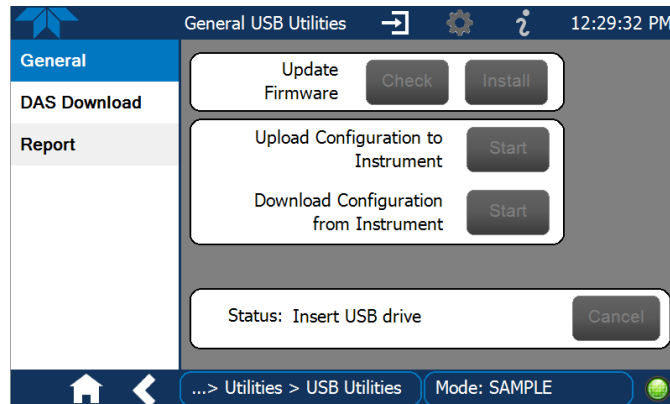 General USB Utilities
12:29:32 PM
General
DAS Download
Report
Update
Firmware
Check
Install
Upload Configuration to
Instrument
Start
Download Configuration
from Instrument
Start
Status: Insert USB drive
Cancel
...> Utilities > USB Utilities
Mode: SAMPLE